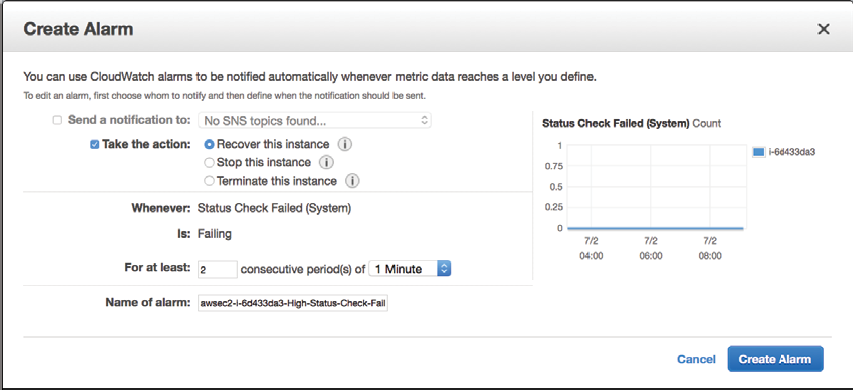 Create Alarm
You can use CloudWatch alarms to be notified automatically whenever metric data reaches a level you define.
To edit an alarm, first choose whom to notify and then define when the notification should be sent.
Send a notification to: No SNS topics found...
Take the action: Recover this instance i
Stop this instance i
Terminate this instance i
Whenever: Status Check Failed (System)
Is: Failing
For at least: 2 consecutive period(s) of 1 Minute
Name of alarm: awsec2-i-6d433da3-High-Status-Check-Fail
Status Check Failed (System) Count
1
0.75
0.5
0.25
0
7/2 7/2 7/2
04:00 06:00 08:00
i-6d433da3
Cancel Create Alarm